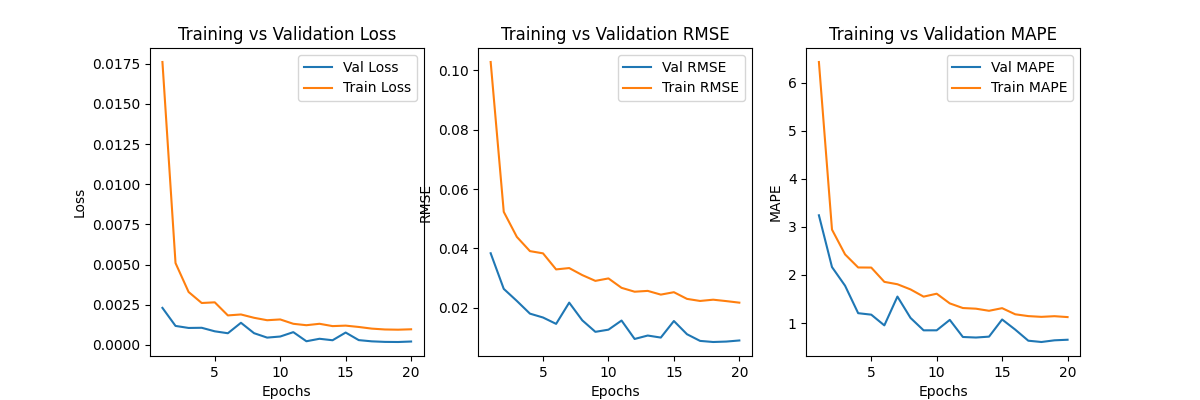 Training vs Validation Loss
Loss
0.0175
0.0150
0.0125
0.0100
0.0075
0.0050
0.0025
0.0000
Val Loss
Train Loss
5 10 15 20
Epochs
Training vs Validation RMSE
RMSE
0.10
0.08
0.06
0.04
0.02
Val RMSE
Train RMSE
5 10 15 20
Epochs
Training vs Validation MAPE
MAPE
6
5
4
3
2
1
Val MAPE
Train MAPE
5 10 15 20
Epochs